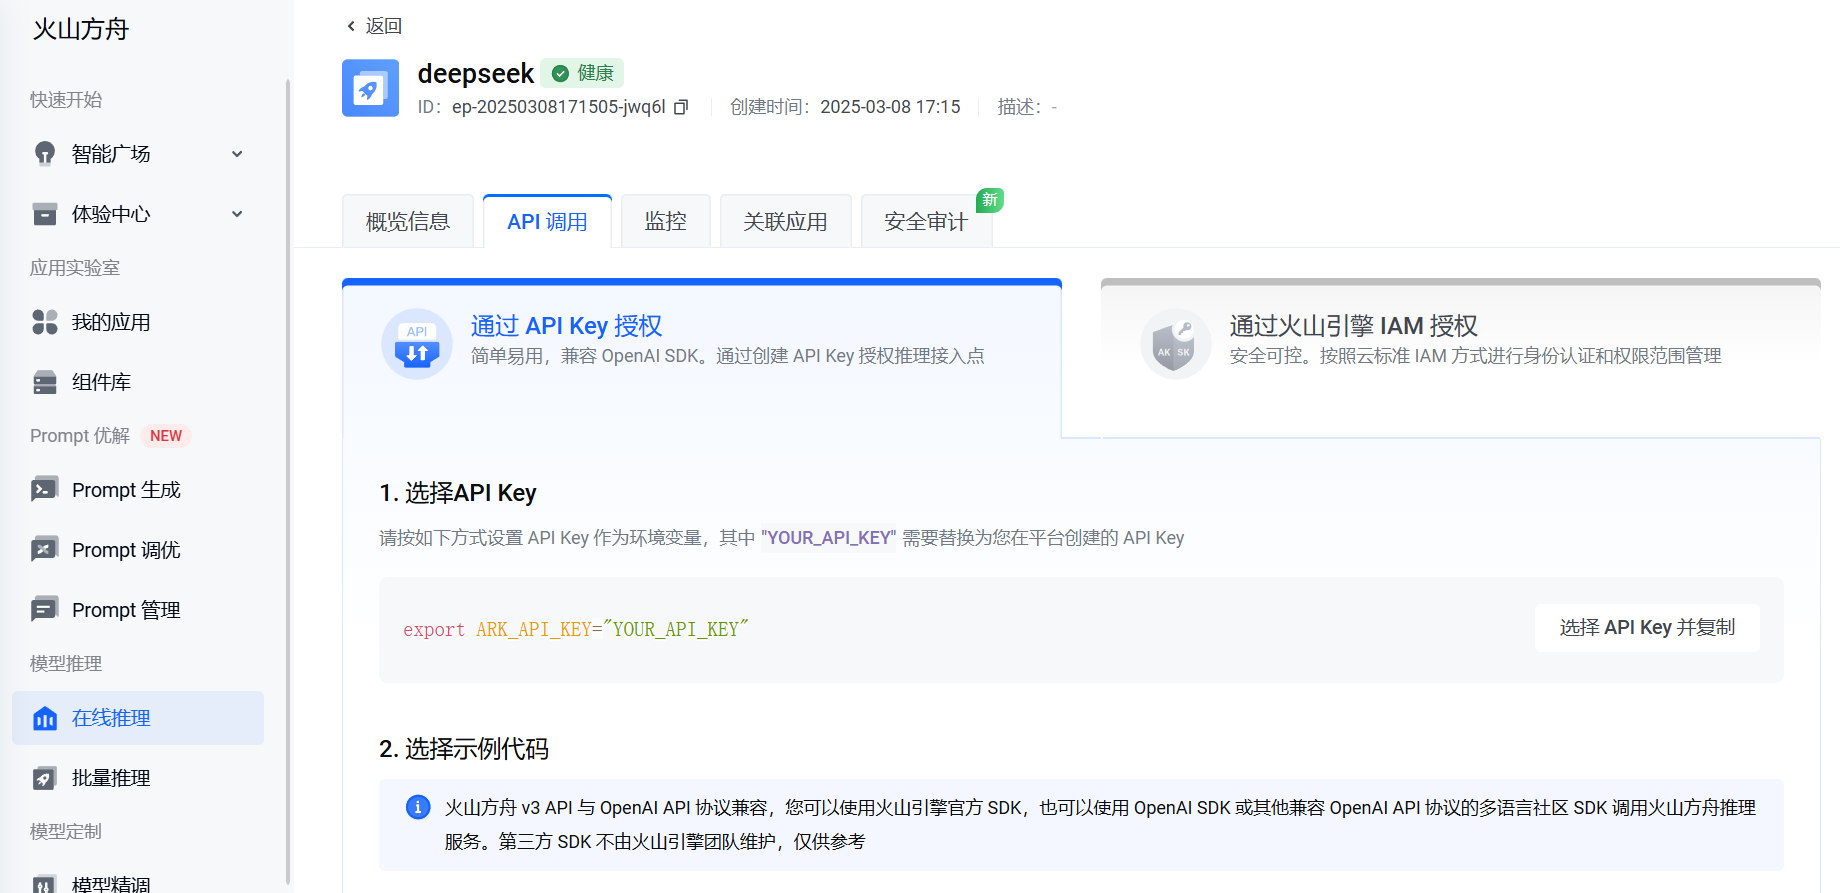 火山方舟
快速开始
智能广场
体验中心
应用实验室
我的应用
组件库
Prompt 优解 NEW
Prompt 生成
Prompt 调优
Prompt 管理
模型推理
在线推理
批量推理
模型定制
模型精调
返回
deepseek 健康
ID: ep-20250308171505-jwq6l 创建时间: 2025-03-08 17:15 描述: -
概览信息 API 调用 监控 关联应用 安全审计 新
API
通过 API Key 授权
简单易用，兼容 OpenAI SDK。通过创建 API Key 授权推理接入点
AK SK
通过火山引擎 IAM 授权
安全可控。按照云标准 IAM 方式进行身份认证和权限范围管理
1. 选择API Key
请按如下方式设置 API Key 作为环境变量，其中 "YOUR_API_KEY" 需要替换为您在平台创建的 API Key
export ARK_API_KEY="YOUR_API_KEY"
选择 API Key 并复制
2. 选择示例代码
火山方舟 v3 API 与 OpenAI API 协议兼容，您可以使用火山引擎官方 SDK，也可以使用 OpenAI SDK 或其他兼容 OpenAI API 协议的多语言社区 SDK 调用火山方舟推理
服务。第三方 SDK 不由火山引擎团队维护，仅供参考